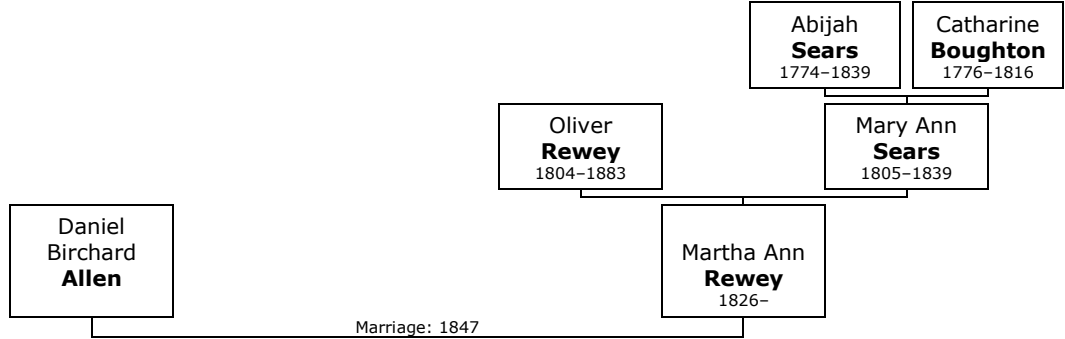 Abijah
Sears
1774–1839
Catharine
Boughton
1776–1816
Oliver
Rewey
1804–1883
Mary Ann
Sears
1805–1839
Daniel
Birchard
Allen
Martha Ann
Rewey
1826–
Marriage: 1847